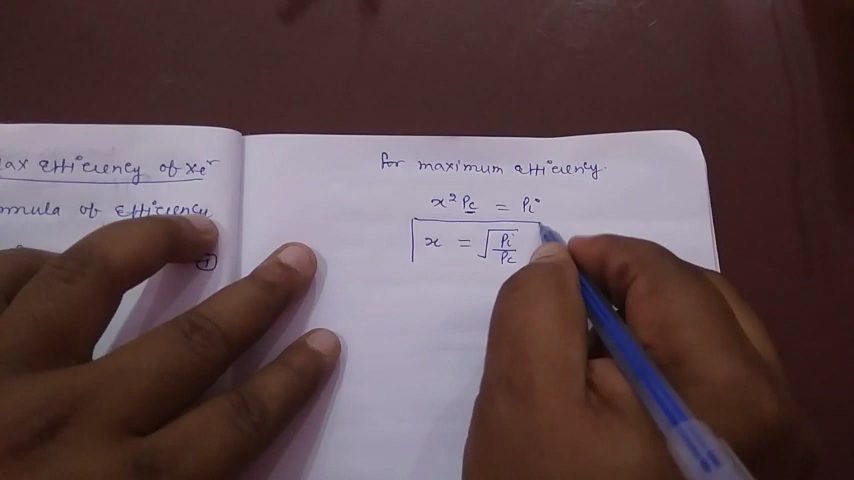 ax efficiency of xeʳ
mula of Efficiency
①
for maximum efficiency.
x² Pc = Pi
x = √(Pi/Pc)